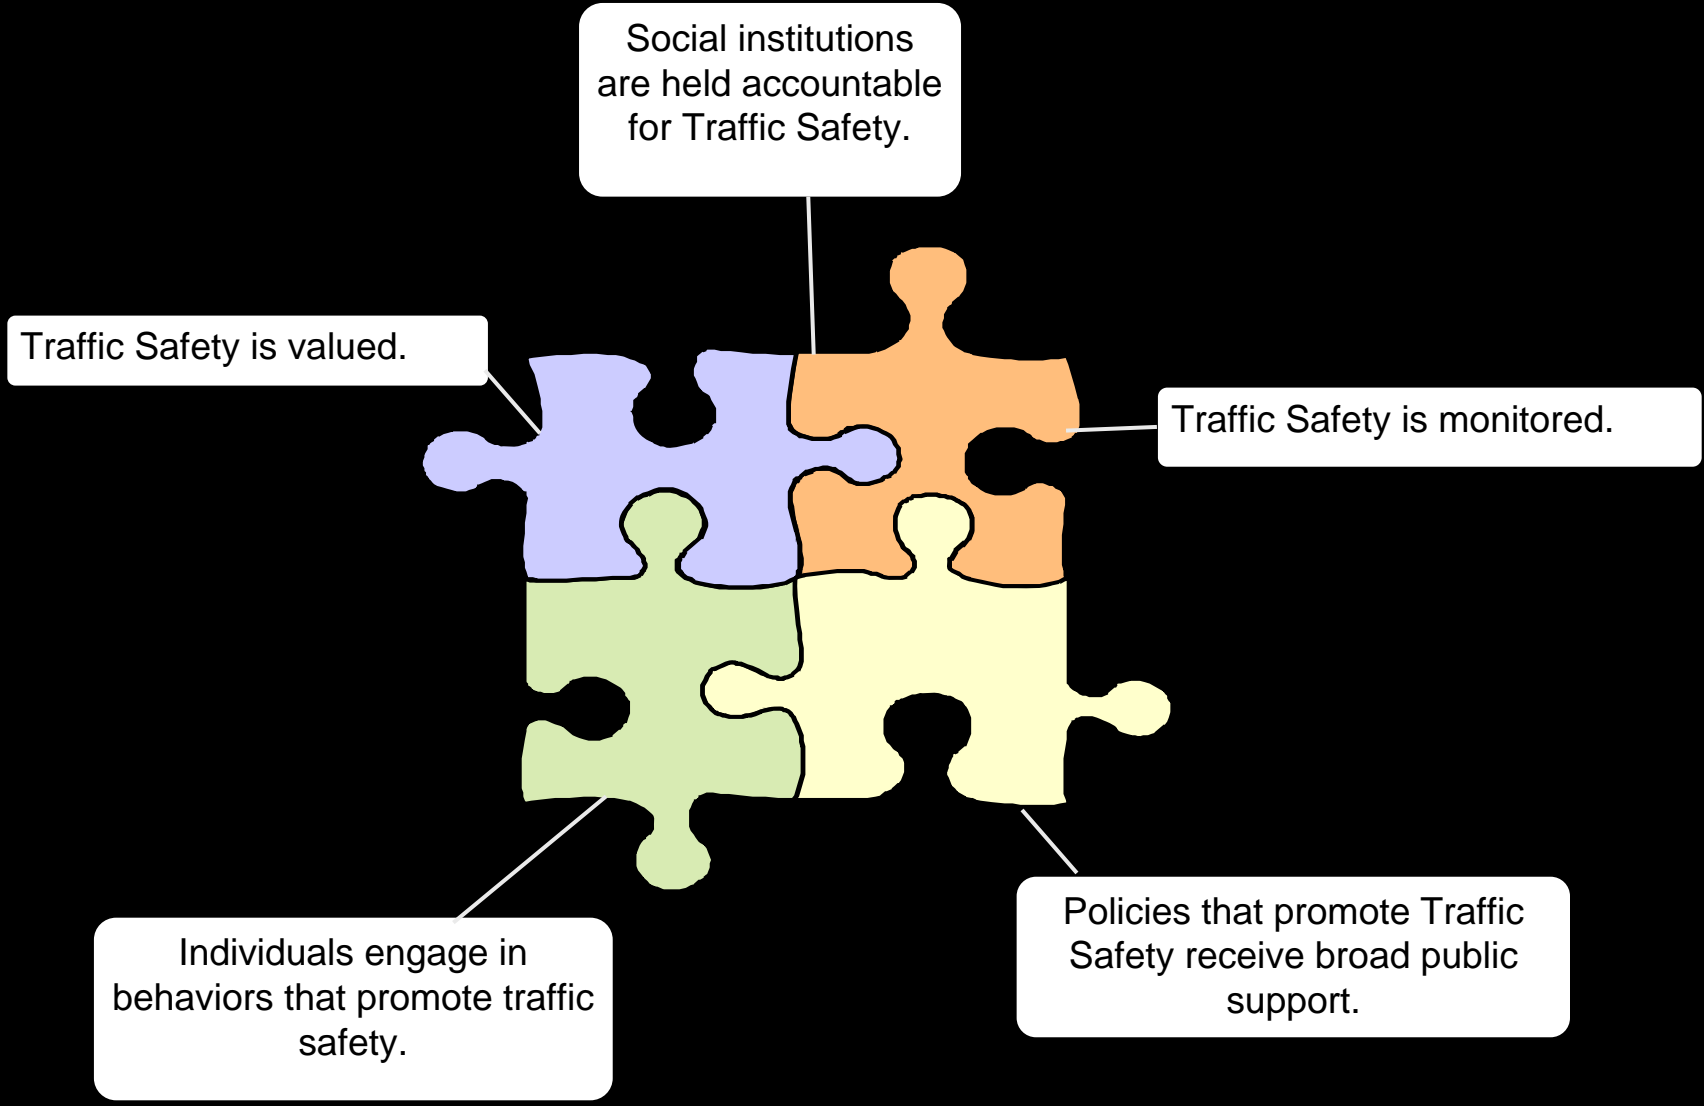 Social institutions
are held accountable
for Traffic Safety.
Traffic Safety is valued.
Traffic Safety is monitored.
Individuals engage in
behaviors that promote traffic
safety.
Policies that promote Traffic
Safety receive broad public
support.